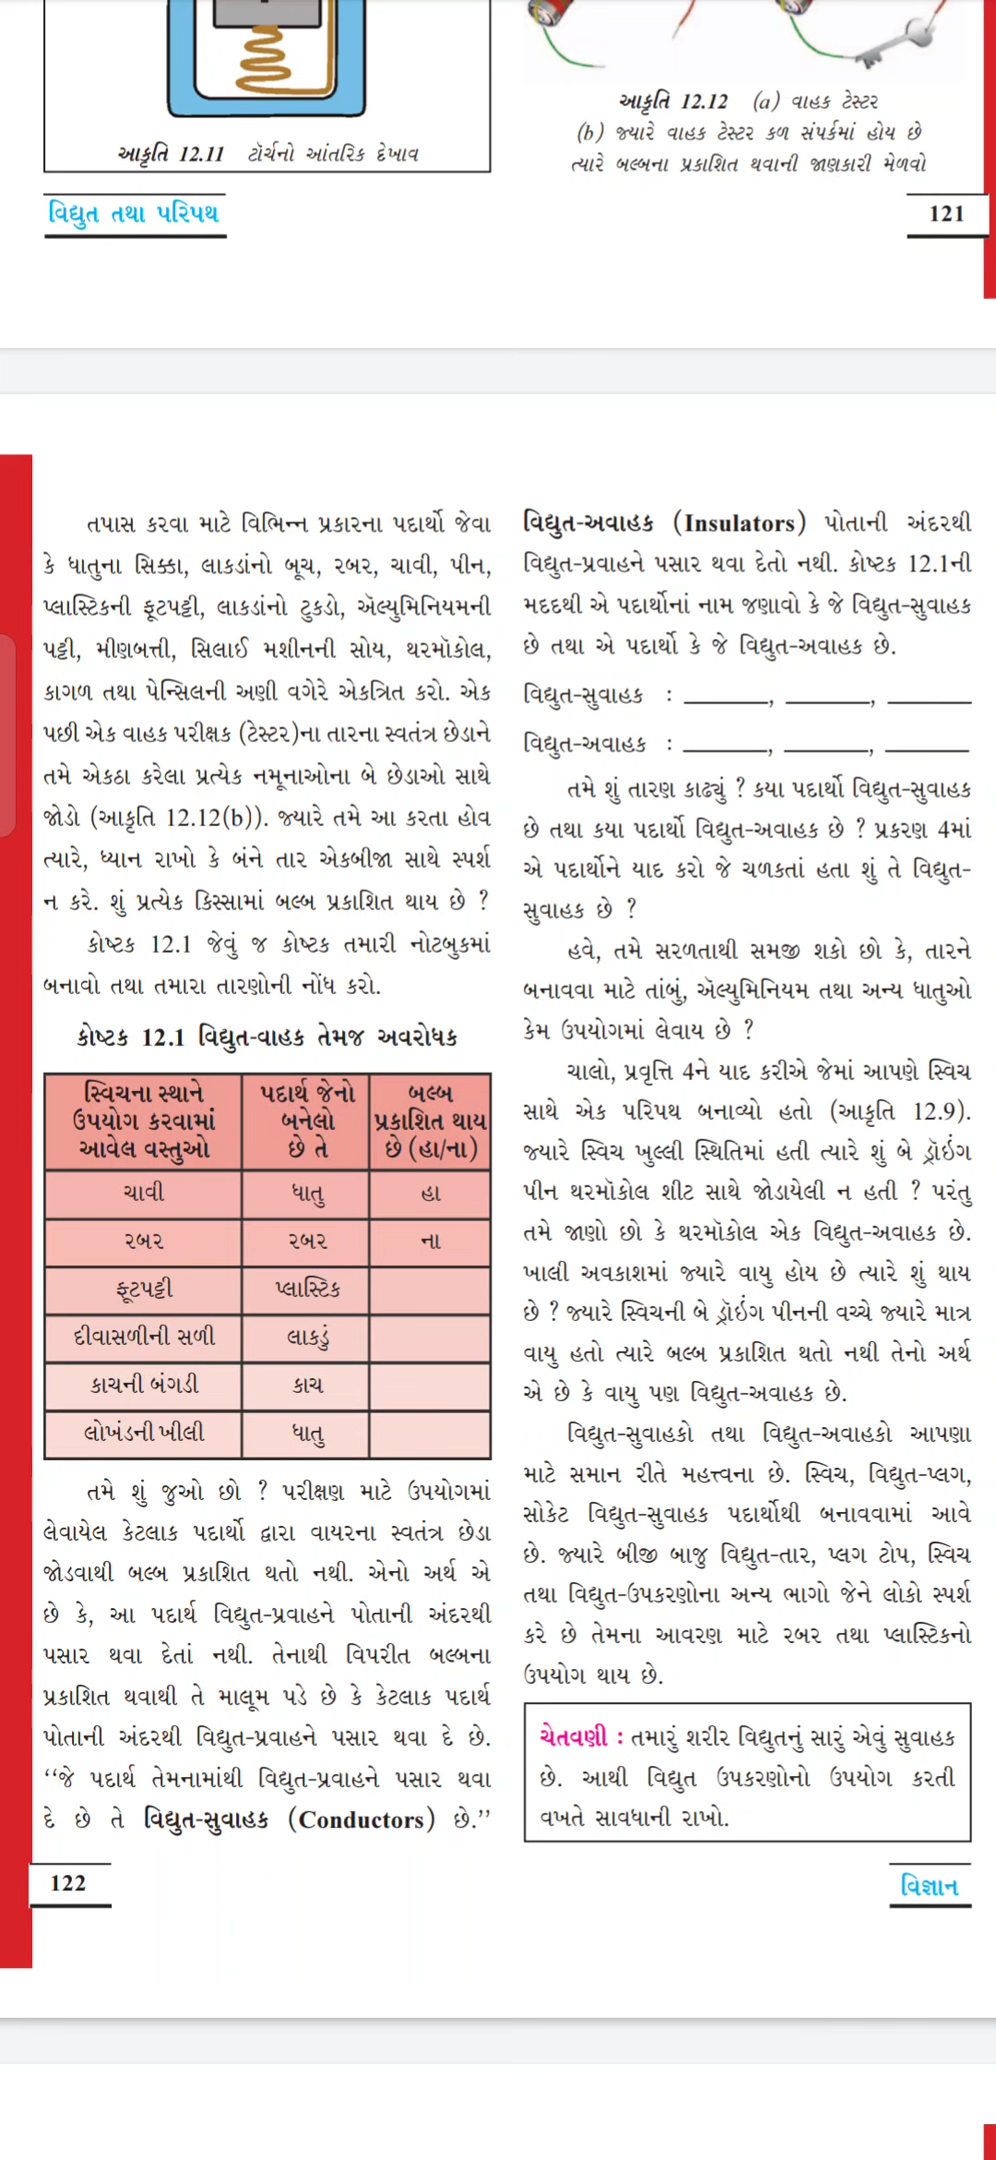 આકૃતિ 12.11 ટૉર્ચનો આંતરિક દેખાવ
આકૃતિ 12.12 (a) વાહક ટેસ્ટર
(b) જ્યારે વાહક ટેસ્ટર કળ સંપર્કમાં હોય છે
ત્યારે બલ્બના પ્રકાશિત થવાની જાણકારી મેળવો
વિદ્યુત તથા પરિપથ
121
તપાસ કરવા માટે વિભિન્ન પ્રકારના પદાર્થો જેવા
કે ધાતુના સિક્કા, લાકડાંનો બૂચ, રબર, ચાવી, પીન,
પ્લાસ્ટિકની ફૂટપટ્ટી, લાકડાંનો ટુકડો, ઍલ્યુમિનિયમની
પટ્ટી, મીણબત્તી, સિલાઈ મશીનની સોય, થરમૉકોલ,
કાગળ તથા પેન્સિલની અણી વગેરે એકત્રિત કરો. એક
પછી એક વાહક પરીક્ષક (ટેસ્ટર)ના તારના સ્વતંત્ર છેડાને
તમે એકઠા કરેલા પ્રત્યેક નમૂનાઓના બે છેડાઓ સાથે
જોડો (આકૃતિ 12.12(b)). જ્યારે તમે આ કરતા હોવ
ત્યારે, ધ્યાન રાખો કે બંને તાર એકબીજા સાથે સ્પર્શ
ન કરે. શું પ્રત્યેક કિસ્સામાં બલ્બ પ્રકાશિત થાય છે ?
કોષ્ટક 12.1 જેવું જ કોષ્ટક તમારી નોટબુકમાં
બનાવો તથા તમારા તારણોની નોંધ કરો.
કોષ્ટક 12.1 વિદ્યુત-વાહક તેમજ અવરોધક
સ્વિચના સ્થાને પદાર્થ જેનો બલ્બ
ઉપયોગ કરવામાં બનેલો પ્રકાશિત થાય
આવેલ વસ્તુઓ છે તે છે (હા/ના)
ચાવી ધાતુ હા
રબર રબર ના
ફૂટપટ્ટી પ્લાસ્ટિક
દીવાસળીની સળી લાકડું
કાચની બંગડી કાચ
લોખંડની ખીલી ધાતુ
તમે શું જુઓ છો ? પરીક્ષણ માટે ઉપયોગમાં
લેવાયેલ કેટલાક પદાર્થો દ્વારા વાયરના સ્વતંત્ર છેડા
જોડવાથી બલ્બ પ્રકાશિત થતો નથી. એનો અર્થ એ
છે કે, આ પદાર્થ વિદ્યુત-પ્રવાહને પોતાની અંદરથી
પસાર થવા દેતાં નથી. તેનાથી વિપરીત બલ્બના
પ્રકાશિત થવાથી તે માલૂમ પડે છે કે કેટલાક પદાર્થ
પોતાની અંદરથી વિદ્યુત-પ્રવાહને પસાર થવા દે છે.
‘‘જે પદાર્થ તેમનામાંથી વિદ્યુત-પ્રવાહને પસાર થવા
દે છે તે વિદ્યુત-સુવાહક (Conductors) છે.’’
વિદ્યુત-અવાહક (Insulators) પોતાની અંદરથી
વિદ્યુત-પ્રવાહને પસાર થવા દેતો નથી. કોષ્ટક 12.1ની
મદદથી એ પદાર્થોનાં નામ જણાવો કે જે વિદ્યુત-સુવાહક
છે તથા એ પદાર્થો કે જે વિદ્યુત-અવાહક છે.
વિદ્યુત-સુવાહક : ______, ______, ______
વિદ્યુત-અવાહક : ______, ______, ______
તમે શું તારણ કાઢ્યું ? કયા પદાર્થો વિદ્યુત-સુવાહક
છે તથા કયા પદાર્થો વિદ્યુત-અવાહક છે ? પ્રકરણ 4માં
એ પદાર્થોને યાદ કરો જે ચળકતાં હતા શું તે વિદ્યુત-
સુવાહક છે ?
હવે, તમે સરળતાથી સમજી શકો છો કે, તારને
બનાવવા માટે તાંબું, ઍલ્યુમિનિયમ તથા અન્ય ધાતુઓ
કેમ ઉપયોગમાં લેવાય છે ?
ચાલો, પ્રવૃત્તિ 4ને યાદ કરીએ જેમાં આપણે સ્વિચ
સાથે એક પરિપથ બનાવ્યો હતો (આકૃતિ 12.9).
જ્યારે સ્વિચ ખુલ્લી સ્થિતિમાં હતી ત્યારે શું બે ડ્રૉઇંગ
પીન થરમૉકોલ શીટ સાથે જોડાયેલી ન હતી ? પરંતુ
તમે જાણો છો કે થરમૉકોલ એક વિદ્યુત-અવાહક છે.
ખાલી અવકાશમાં જ્યારે વાયુ હોય છે ત્યારે શું થાય
છે ? જ્યારે સ્વિચની બે ડ્રૉઇંગ પીનની વચ્ચે જ્યારે માત્ર
વાયુ હતો ત્યારે બલ્બ પ્રકાશિત થતો નથી તેનો અર્થ
એ છે કે વાયુ પણ વિદ્યુત-અવાહક છે.
વિદ્યુત-સુવાહકો તથા વિદ્યુત-અવાહકો આપણા
માટે સમાન રીતે મહત્ત્વના છે. સ્વિચ, વિદ્યુત-પ્લગ,
સોકેટ વિદ્યુત-સુવાહક પદાર્થોથી બનાવવામાં આવે
છે. જ્યારે બીજી બાજુ વિદ્યુત-તાર, પ્લગ ટોપ, સ્વિચ
તથા વિદ્યુત-ઉપકરણોના અન્ય ભાગો જેને લોકો સ્પર્શ
કરે છે તેમના આવરણ માટે રબર તથા પ્લાસ્ટિકનો
ઉપયોગ થાય છે.
ચેતવણી : તમારું શરીર વિદ્યુતનું સારું એવું સુવાહક
છે. આથી વિદ્યુત ઉપકરણોનો ઉપયોગ કરતી
વખતે સાવધાની રાખો.
122
વિજ્ઞાન